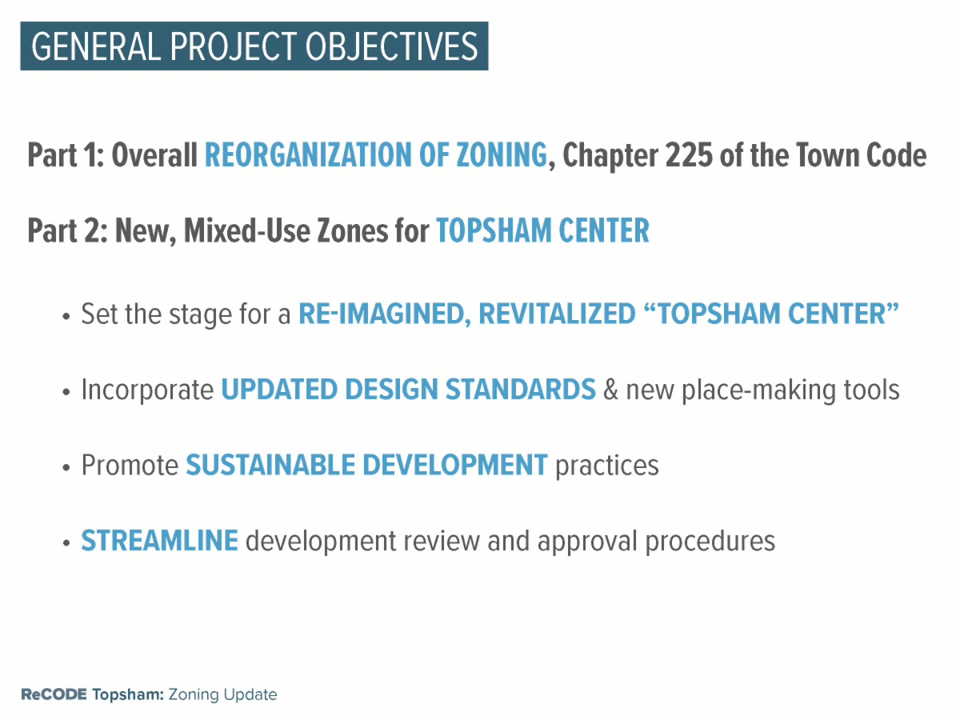 GENERAL PROJECT OBJECTIVES
Part 1: Overall REORGANIZATION OF ZONING, Chapter 225 of the Town Code
Part 2: New, Mixed-Use Zones for TOPSHAM CENTER
• Set the stage for a RE-IMAGINED, REVITALIZED “TOPSHAM CENTER”
• Incorporate UPDATED DESIGN STANDARDS & new place-making tools
• Promote SUSTAINABLE DEVELOPMENT practices
• STREAMLINE development review and approval procedures
ReCODE Topsham: Zoning Update